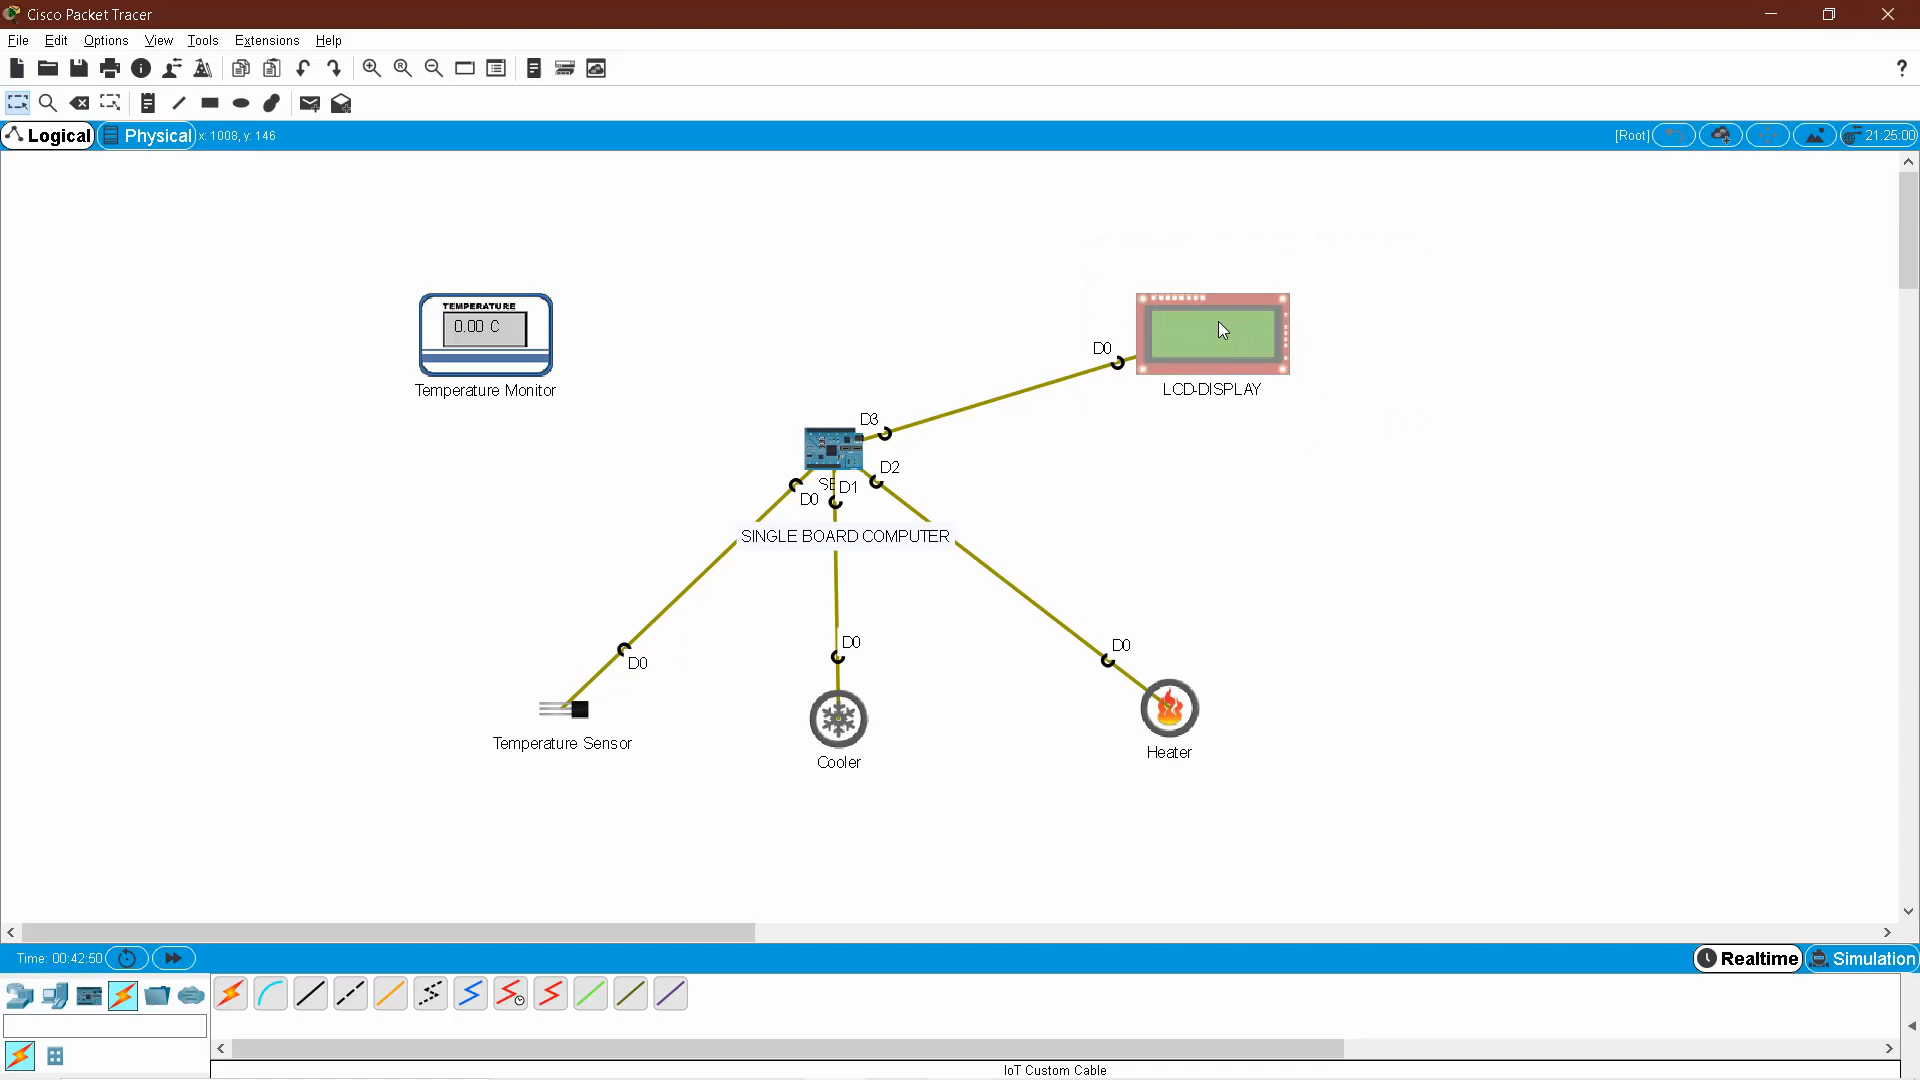 Cisco Packet Tracer
File Edit Options View Tools Extensions Help
?
Logical Physical x: 1008, y: 146
[Root] 21:25:00
TEMPERATURE
0.00 C
Temperature Monitor
D0
LCD-DISPLAY
D3
D2
SB
D1
D0
SINGLE BOARD COMPUTER
D0
D0
D0
Temperature Sensor
Cooler
Heater
Time: 00:42:50
Realtime Simulation
IoT Custom Cable